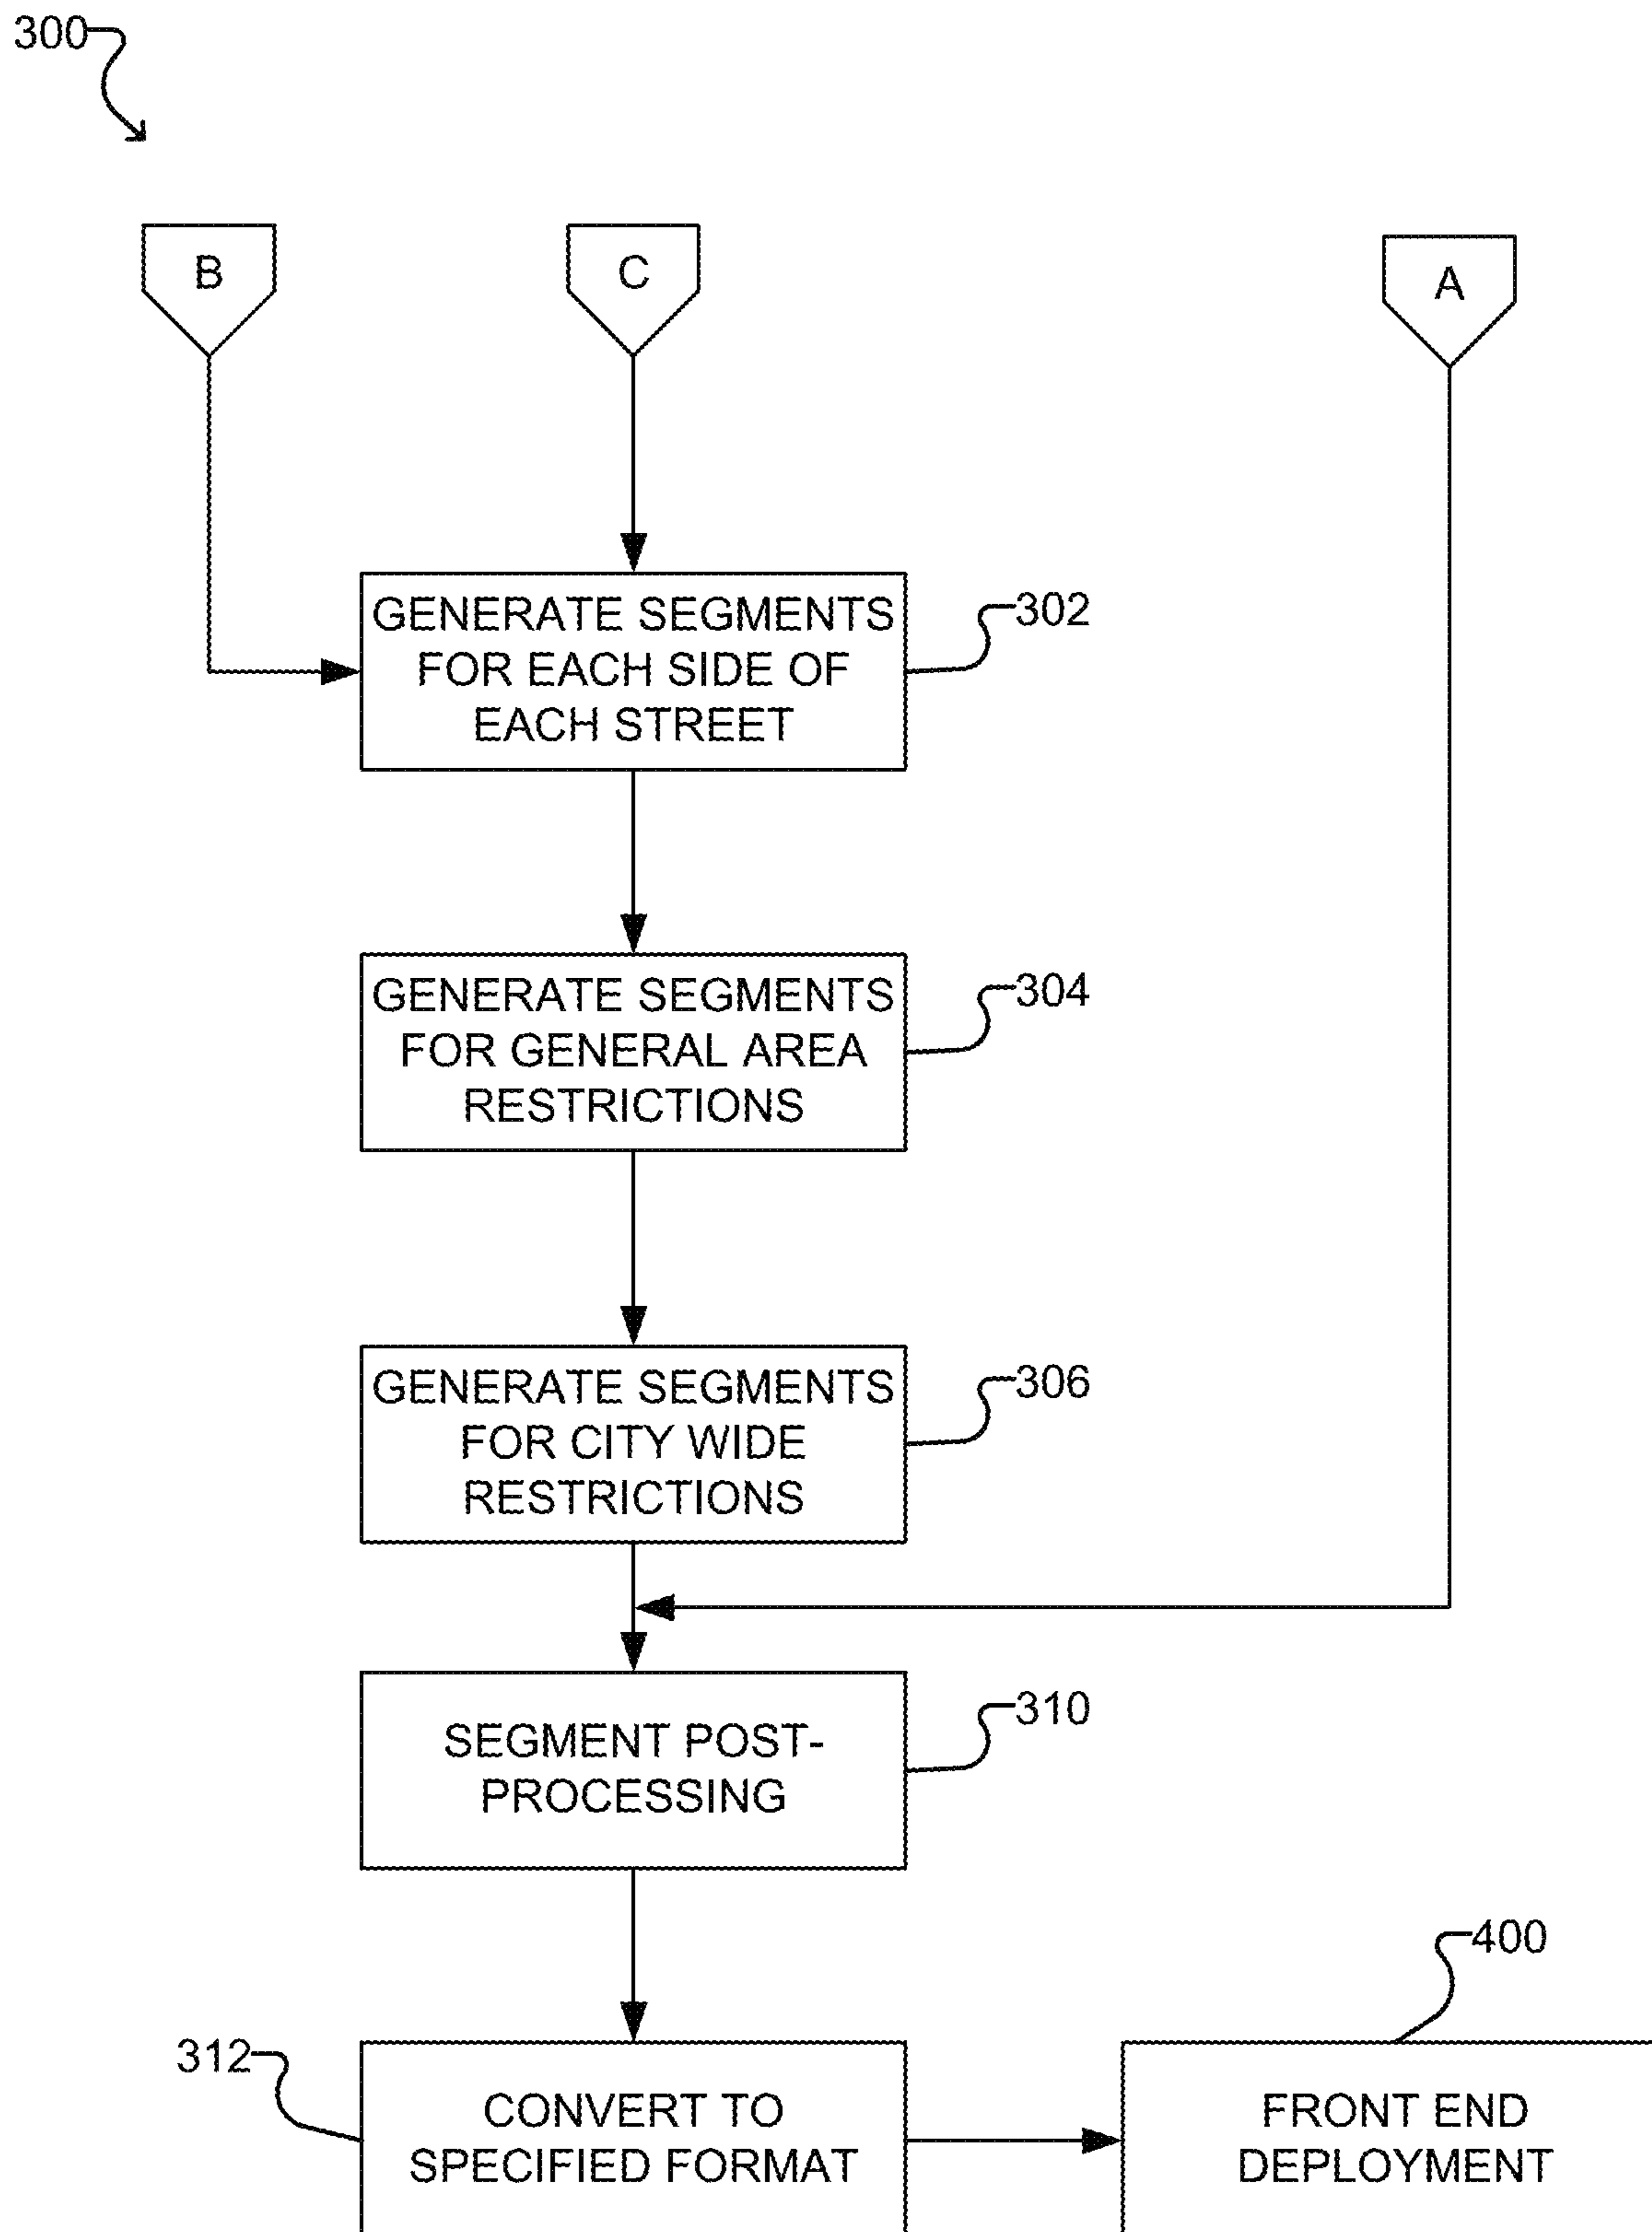 300
B
C
A
GENERATE SEGMENTS
FOR EACH SIDE OF
EACH STREET
302
GENERATE SEGMENTS
FOR GENERAL AREA
RESTRICTIONS
304
GENERATE SEGMENTS
FOR CITY WIDE
RESTRICTIONS
306
SEGMENT POST-
PROCESSING
310
400
312
CONVERT TO
SPECIFIED FORMAT
FRONT END
DEPLOYMENT